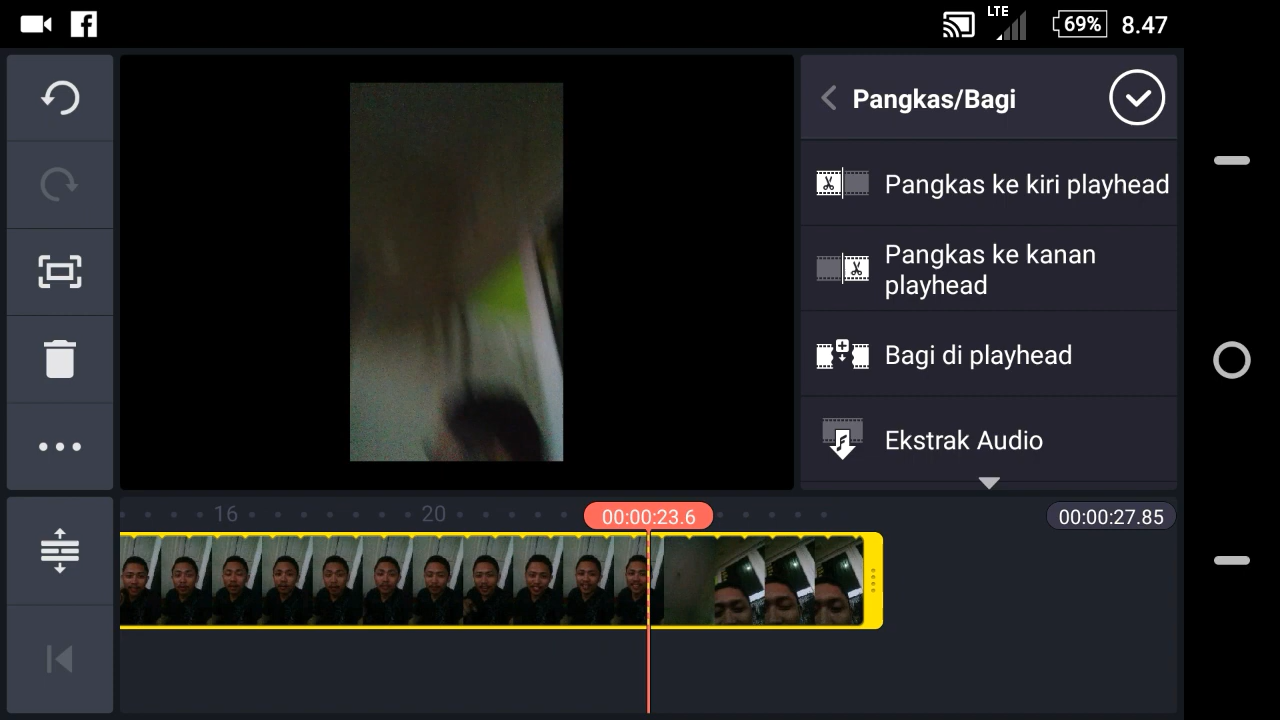 LTE
69%
8.47
Pangkas/Bagi
Pangkas ke kiri playhead
Pangkas ke kanan
playhead
Bagi di playhead
Ekstrak Audio
16
20
00:00:23.6
00:00:27.85